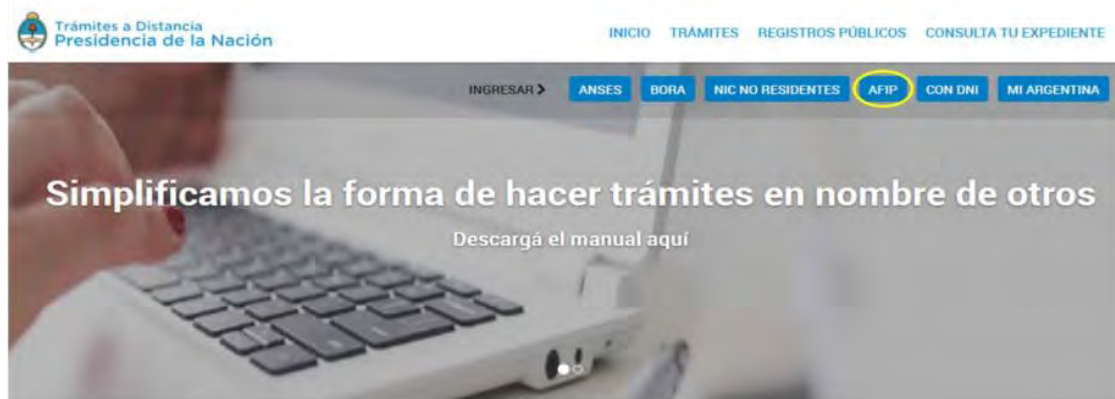 Trámites a Distancia
Presidencia de la Nación
INICIO TRÁMITES REGISTROS PÚBLICOS CONSULTA TU EXPEDIENTE
INGRESAR > ANSES BORA NIC NO RESIDENTES AFIP CON DNI MI ARGENTINA
Simplificamos la forma de hacer trámites en nombre de otros
Descargá el manual aquí